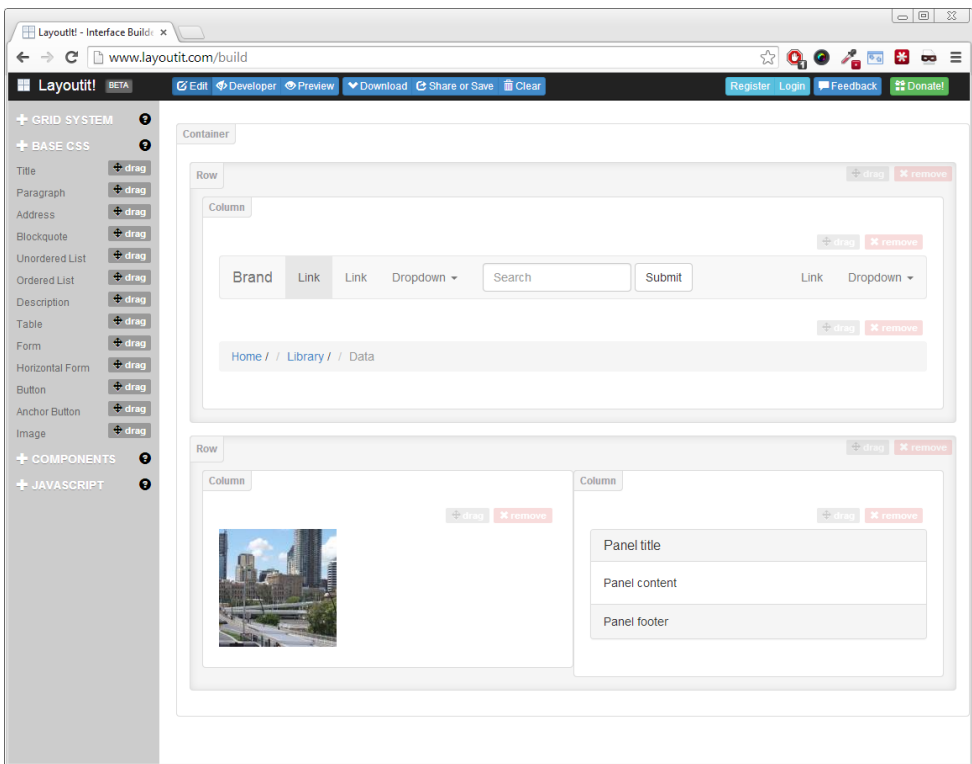 Layoutit! - Interface Builde
www.layoutit.com/build
Layoutit! BETA Edit Developer Preview Download Share or Save Clear Register Login Feedback Donate!
GRID SYSTEM
BASE CSS
Title drag
Paragraph drag
Address drag
Blockquote drag
Unordered List drag
Ordered List drag
Description drag
Table drag
Form drag
Horizontal Form drag
Button drag
Anchor Button drag
Image drag
COMPONENTS
JAVASCRIPT
Container
Row drag remove
Column
drag remove
Brand Link Link Dropdown Search Submit Link Dropdown
drag remove
Home / / Library / / Data
Row drag remove
Column
drag remove
Column
drag remove
Panel title
Panel content
Panel footer